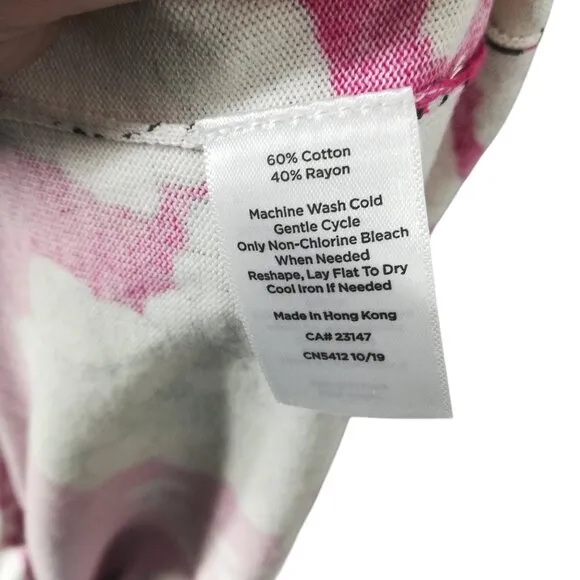 60% Cotton
40% Rayon
Machine Wash Cold
Gentle Cycle
Only Non-Chlorine Bleach
When Needed
Reshape, Lay Flat To Dry
Cool Iron If Needed
Made in Hong Kong
CA# 23147
CN5412 10/19